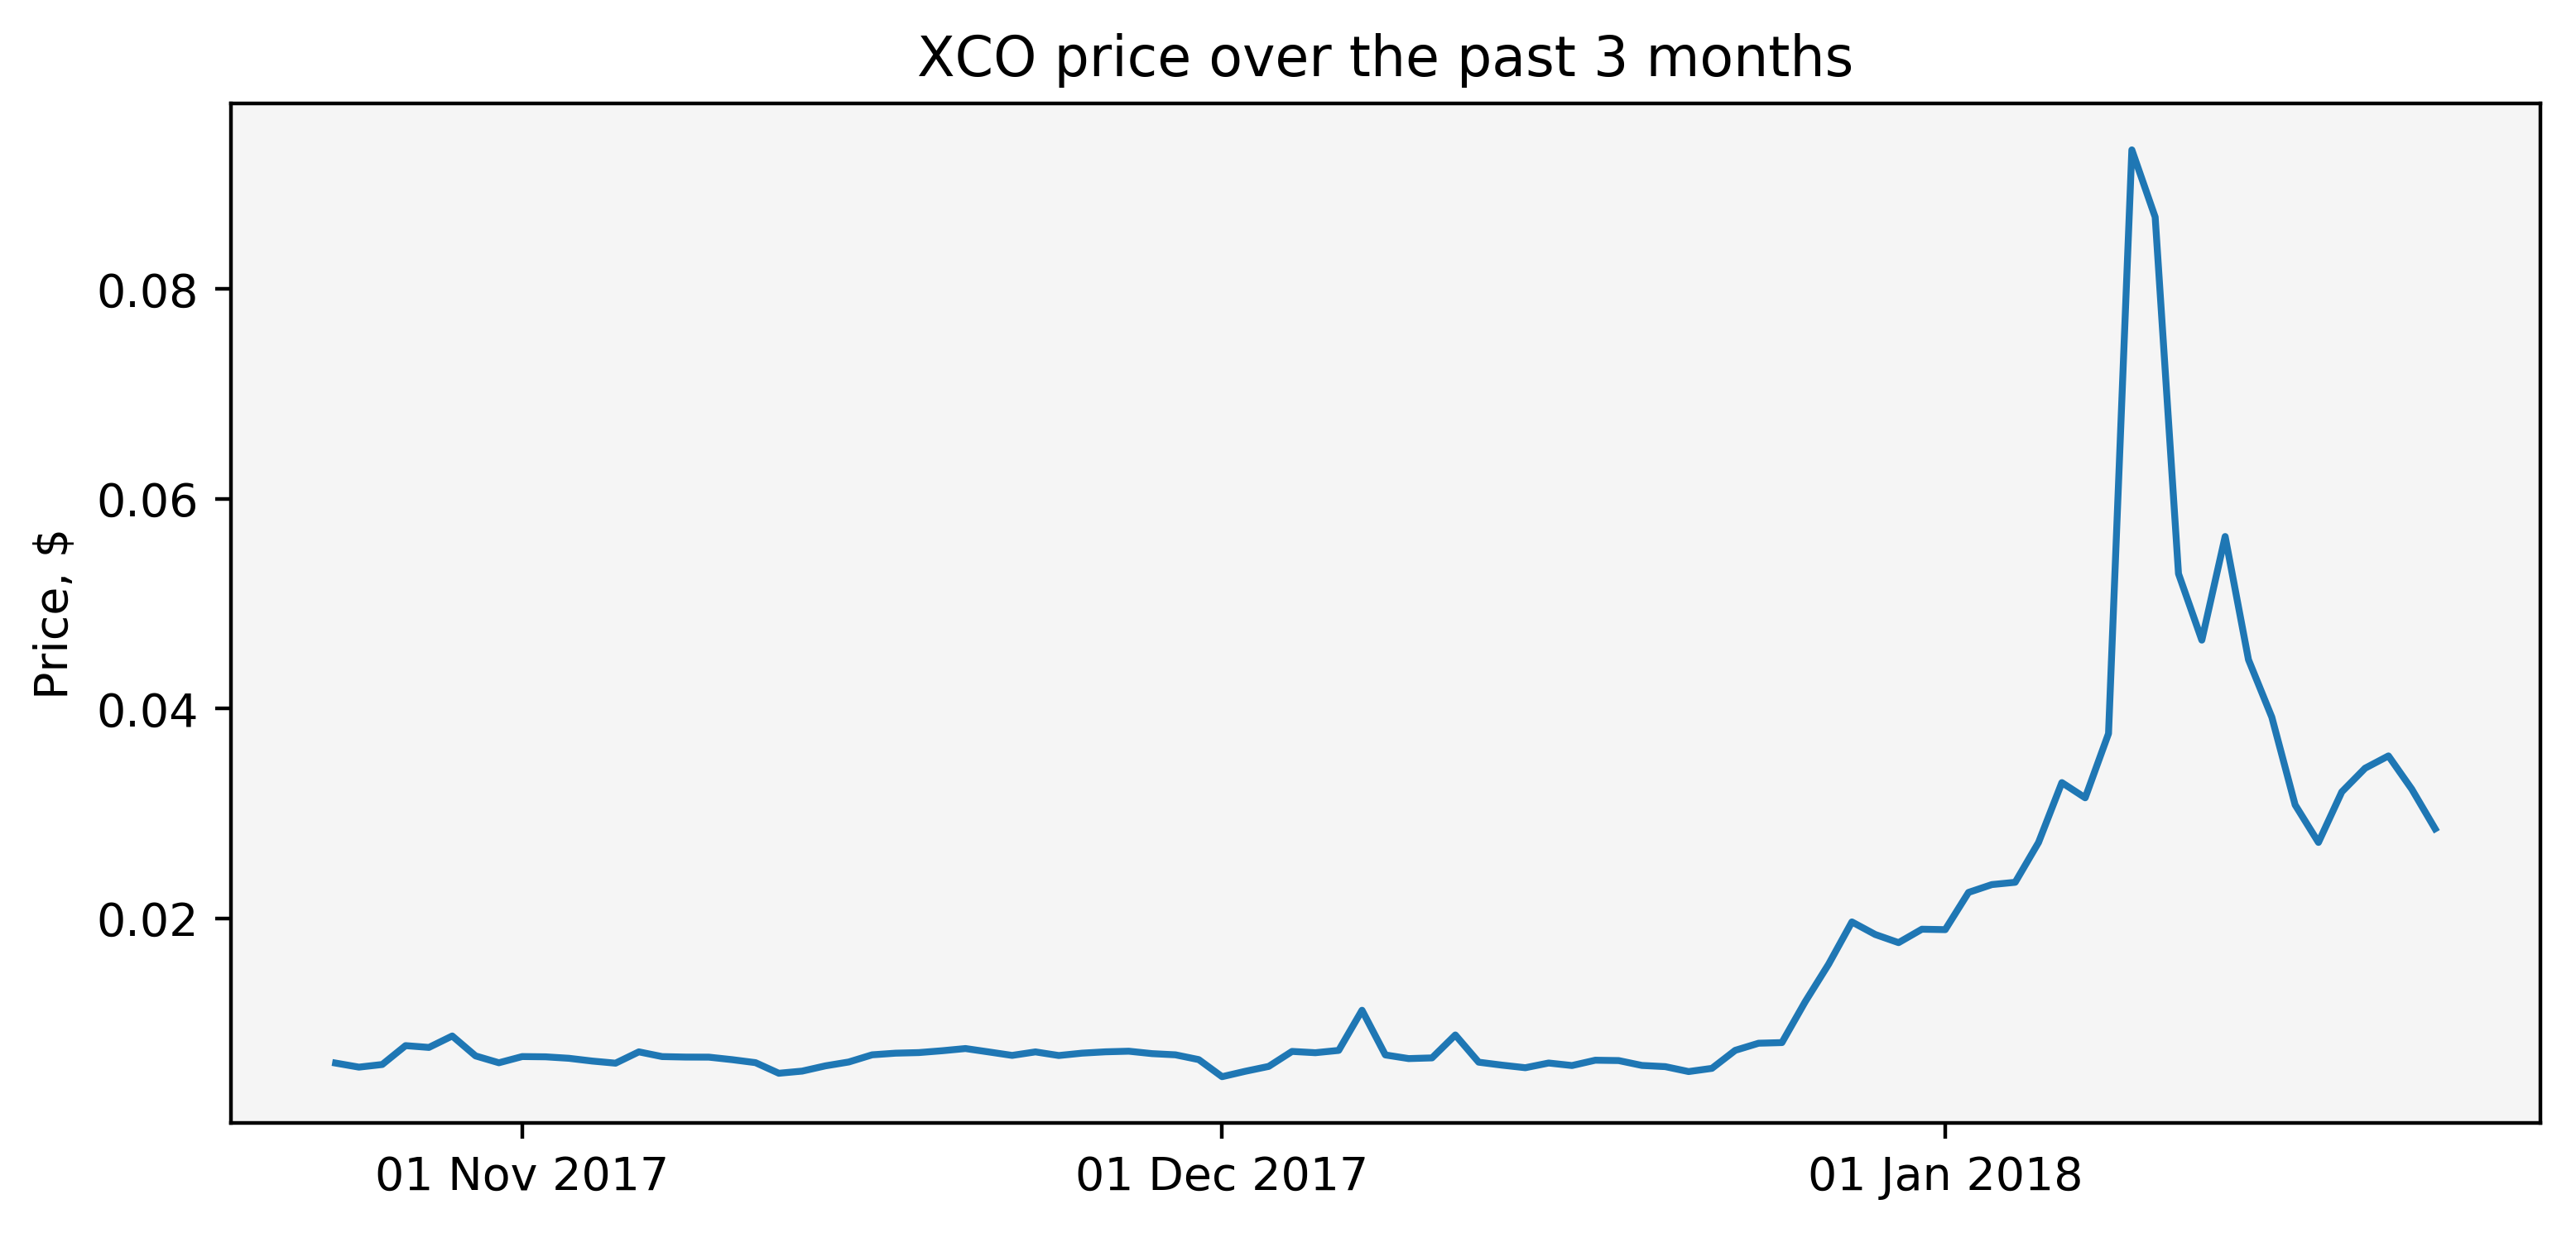 XCO price over the past 3 months
Price, $
0.08
0.06
0.04
0.02
01 Nov 2017
01 Dec 2017
01 Jan 2018